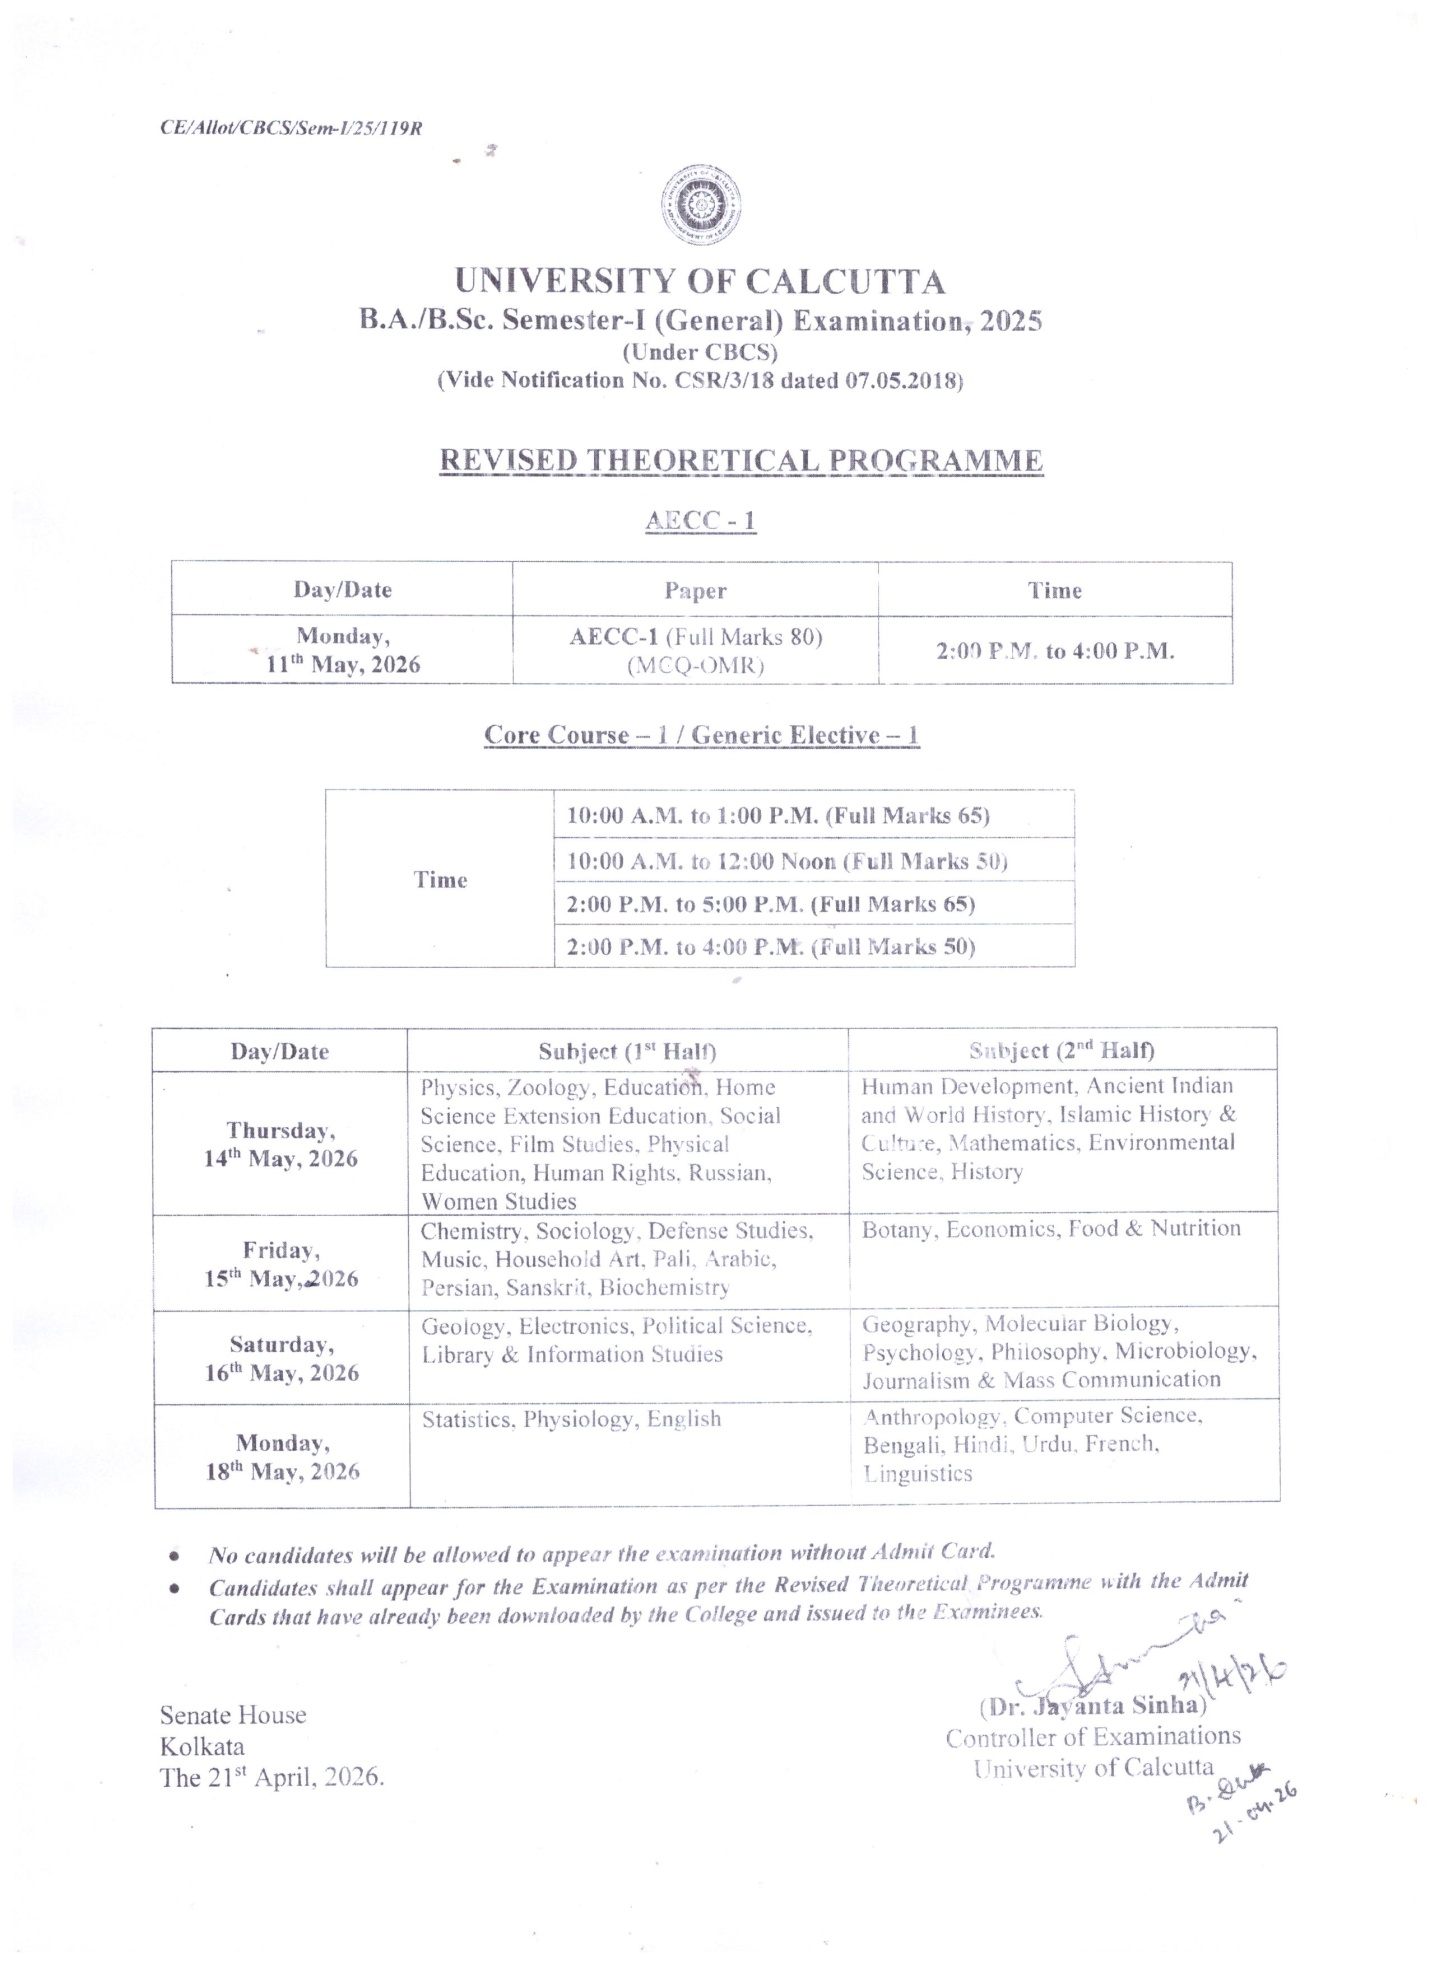 CE/Allot/CBCS/Sem-I/25/119R
UNIVERSITY OF CALCUTTA
ADVANCEMENT OF LEARNING
UNIVERSITY OF CALCUTTA
B.A./B.Sc. Semester-I (General) Examination, 2025
(Under CBCS)
(Vide Notification No. CSR/3/18 dated 07.05.2018)
REVISED THEORETICAL PROGRAMME
AECC - 1
Day/Date Paper Time
Monday,
11th May, 2026
AECC-1 (Full Marks 80)
(MCQ-OMR)
2:00 P.M. to 4:00 P.M.
Core Course – 1 / Generic Elective – 1
Time
10:00 A.M. to 1:00 P.M. (Full Marks 65)
10:00 A.M. to 12:00 Noon (Full Marks 50)
2:00 P.M. to 5:00 P.M. (Full Marks 65)
2:00 P.M. to 4:00 P.M. (Full Marks 50)
Day/Date Subject (1st Half) Subject (2nd Half)
Thursday,
14th May, 2026
Physics, Zoology, Education, Home
Science Extension Education, Social
Science, Film Studies, Physical
Education, Human Rights, Russian,
Women Studies
Human Development, Ancient Indian
and World History, Islamic History &
Culture, Mathematics, Environmental
Science, History
Friday,
15th May, 2026
Chemistry, Sociology, Defense Studies,
Music, Household Art, Pali, Arabic,
Persian, Sanskrit, Biochemistry
Botany, Economics, Food & Nutrition
Saturday,
16th May, 2026
Geology, Electronics, Political Science,
Library & Information Studies
Geography, Molecular Biology,
Psychology, Philosophy, Microbiology,
Journalism & Mass Communication
Monday,
18th May, 2026
Statistics, Physiology, English
Anthropology, Computer Science,
Bengali, Hindi, Urdu, French,
Linguistics
• No candidates will be allowed to appear the examination without Admit Card.
• Candidates shall appear for the Examination as per the Revised Theoretical Programme with the Admit
Cards that have already been downloaded by the College and issued to the Examinees.
21/4/26
(Dr. Jayanta Sinha)
Controller of Examinations
University of Calcutta
Senate House
Kolkata
The 21st April, 2026.
B.
21-04-26